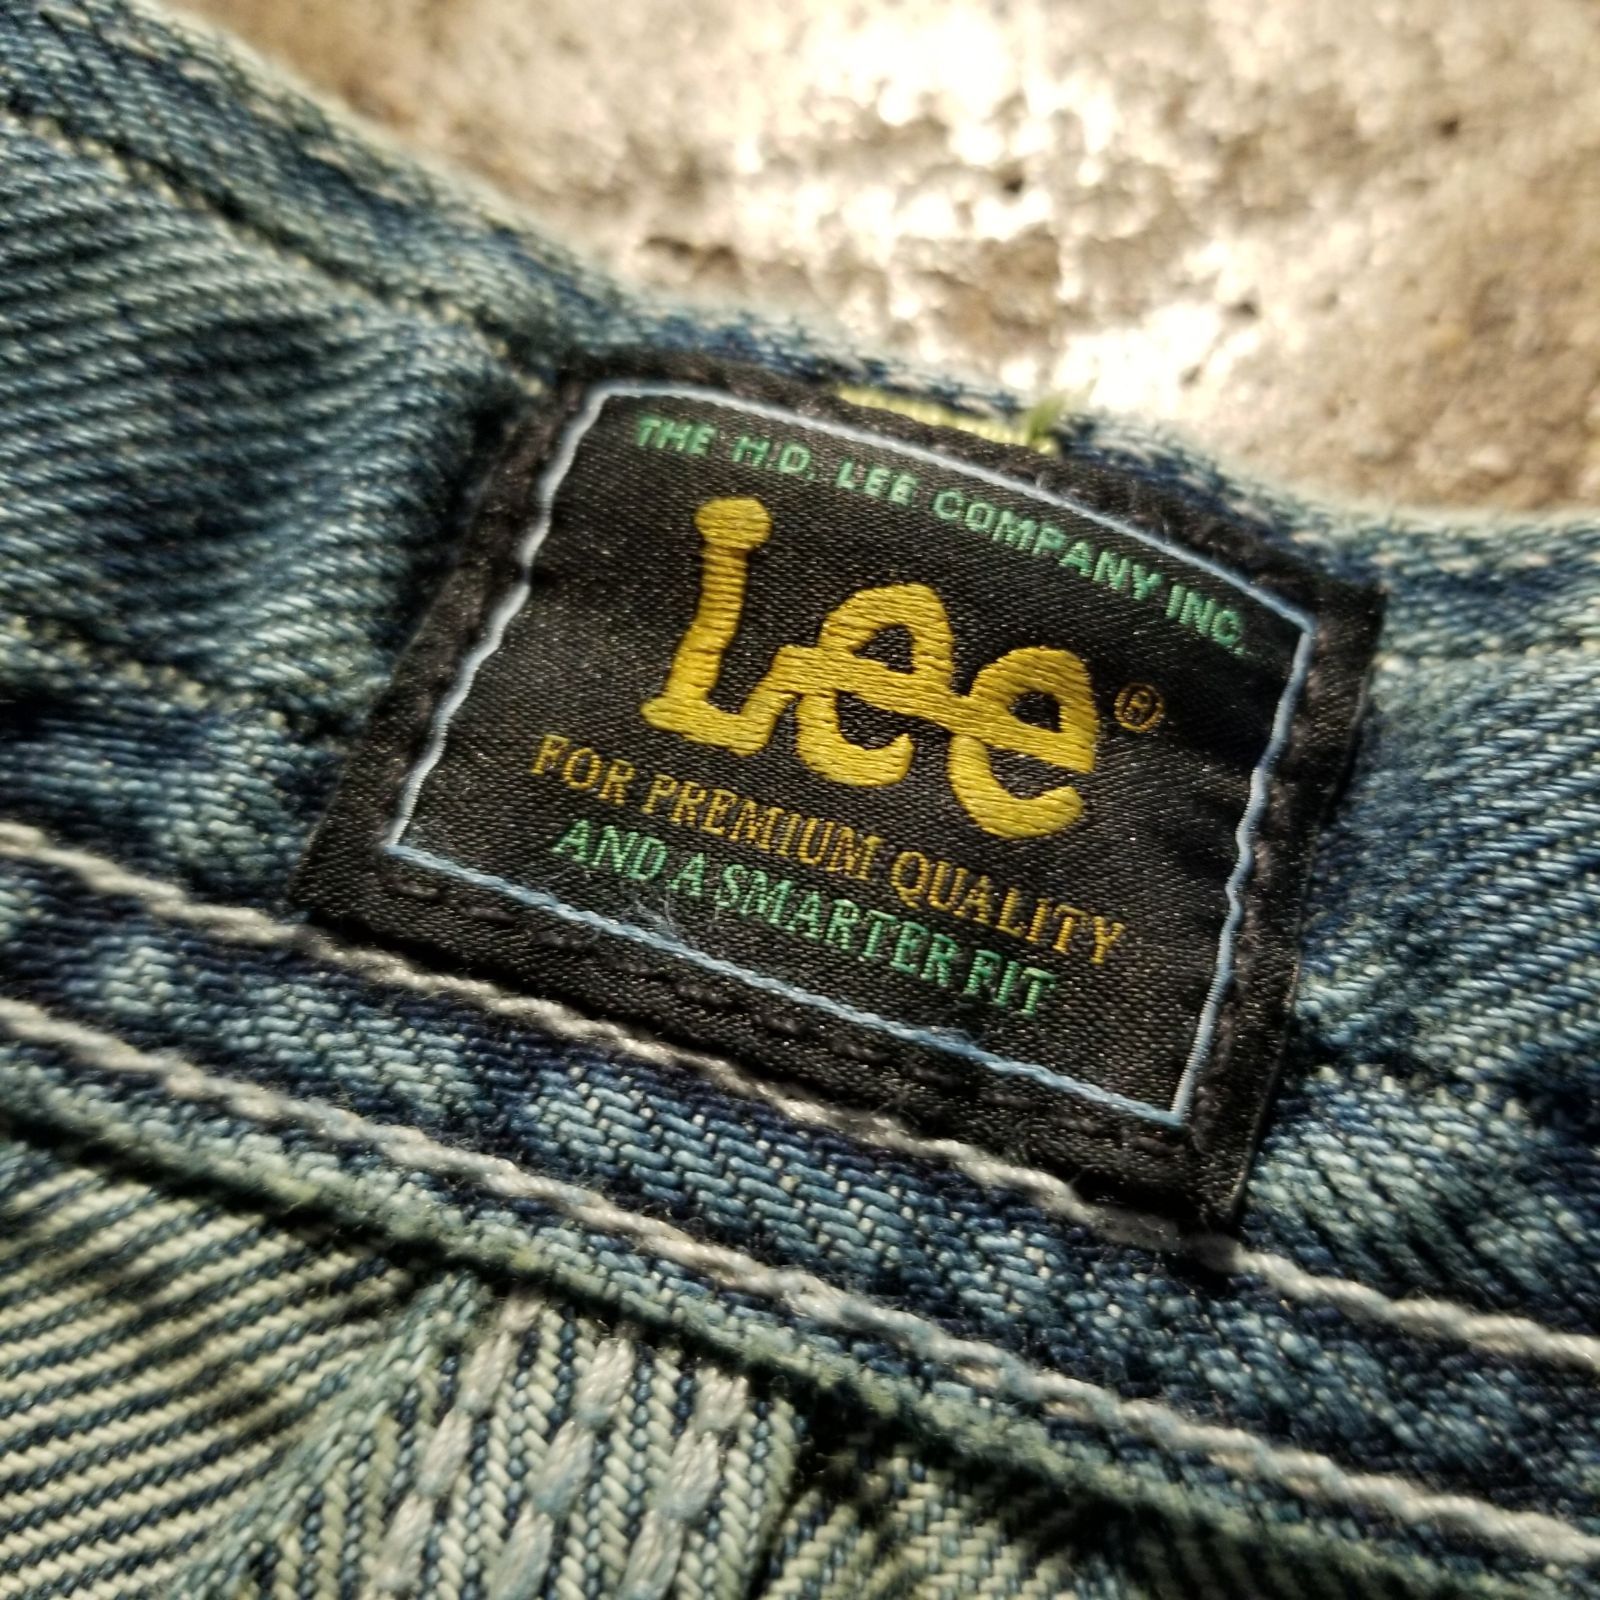 THE H.D. LEE COMPANY INC.
Lee®
FOR PREMIUM QUALITY
AND A SMARTER FIT